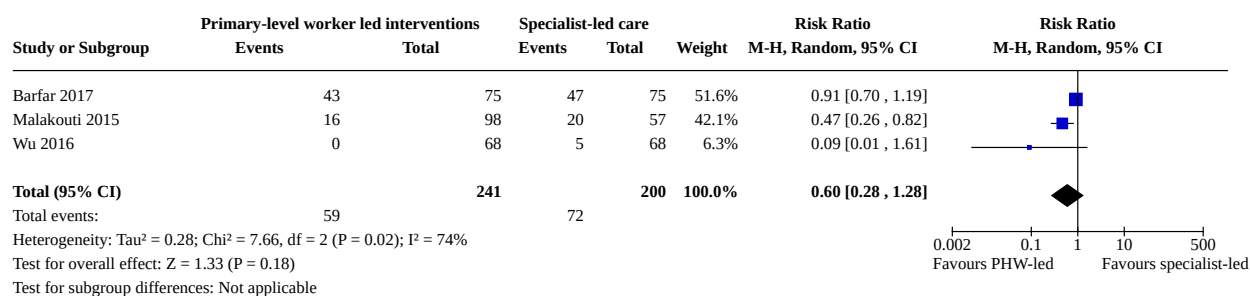 Primary-level worker led interventions Specialist-led care Risk Ratio Risk Ratio
Study or Subgroup Events Total Events Total Weight M-H, Random, 95% CI M-H, Random, 95% CI
Barfar 2017 43 75 47 75 51.6% 0.91 [0.70 , 1.19]
Malakouti 2015 16 98 20 57 42.1% 0.47 [0.26 , 0.82]
Wu 2016 0 68 5 68 6.3% 0.09 [0.01 , 1.61]
Total (95% CI) 241 200 100.0% 0.60 [0.28 , 1.28]
Total events: 59 72
Heterogeneity: Tau² = 0.28; Chi² = 7.66, df = 2 (P = 0.02); I² = 74%
0.002 0.1 1 10 500
Test for overall effect: Z = 1.33 (P = 0.18) Favours PHW-led Favours specialist-led
Test for subgroup differences: Not applicable